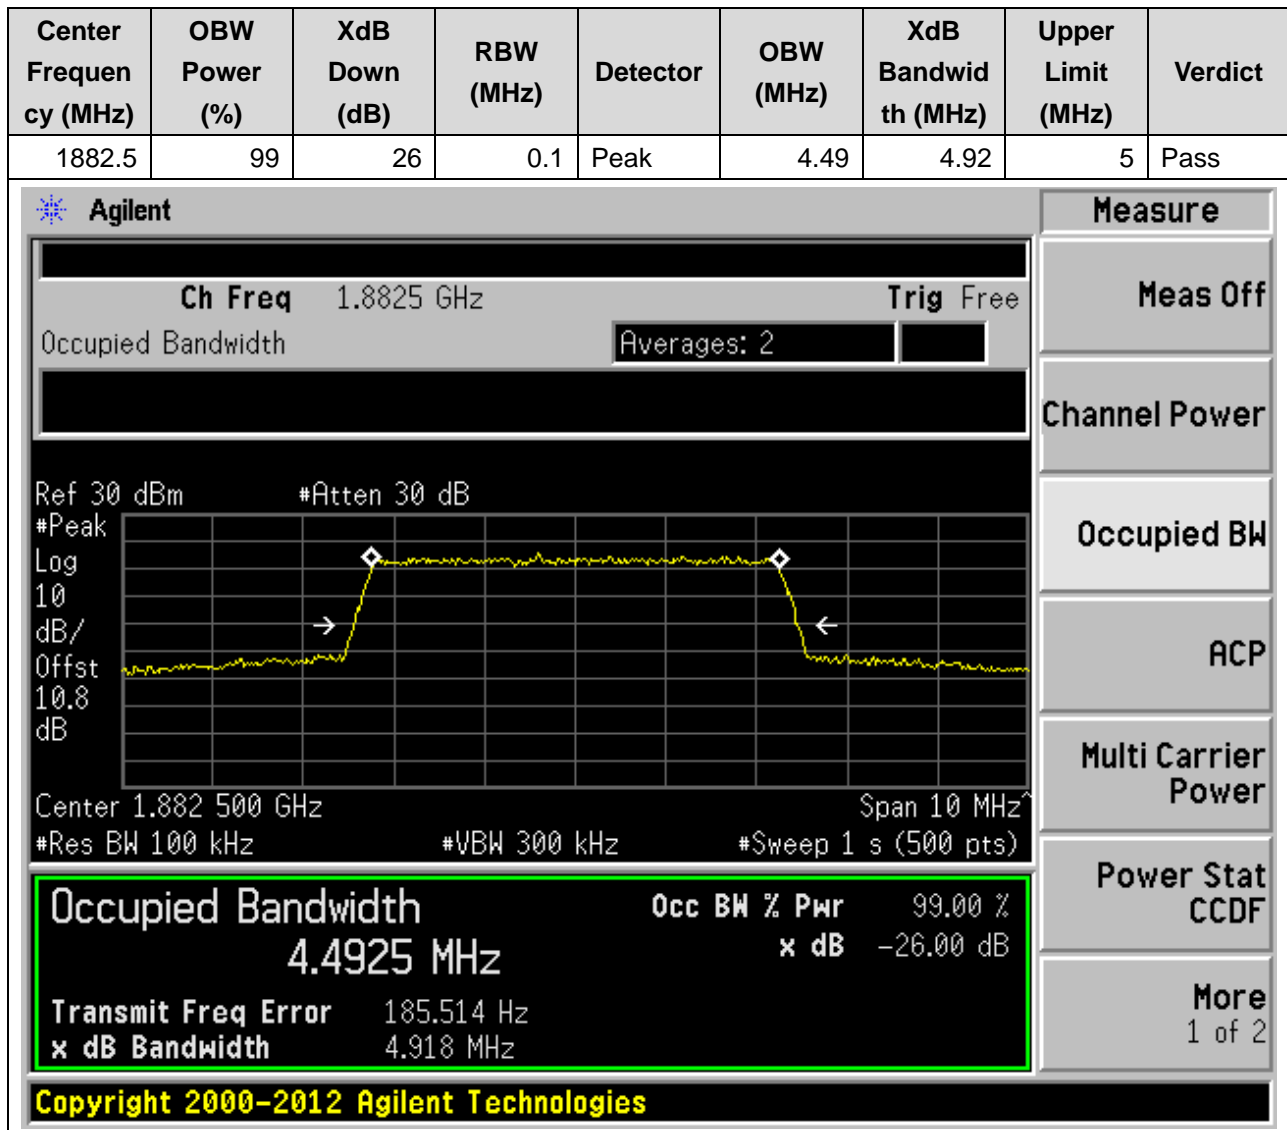 Center Frequen cy (MHz) OBW Power (%) XdB Down (dB) RBW (MHz) Detector OBW (MHz) XdB Bandwid th (MHz) Upper Limit (MHz) Verdict
1882.5 99 26 0.1 Peak 4.49 4.92 5 Pass
Agilent
Measure
Ch Freq 1.8825 GHz Trig Free
Occupied Bandwidth Averages: 2
Ref 30 dBm #Atten 30 dB
#Peak
Log
10
dB/
Offst
10.8
dB
Center 1.882 500 GHz Span 10 MHz^
#Res BW 100 kHz #VBW 300 kHz #Sweep 1 s (500 pts)
Occupied Bandwidth Occ BW % Pwr 99.00 %
4.4925 MHz x dB -26.00 dB
Transmit Freq Error 185.514 Hz
x dB Bandwidth 4.918 MHz
Meas Off
Channel Power
Occupied BW
ACP
Multi Carrier
Power
Power Stat
CCDF
More
1 of 2
Copyright 2000-2012 Agilent Technologies